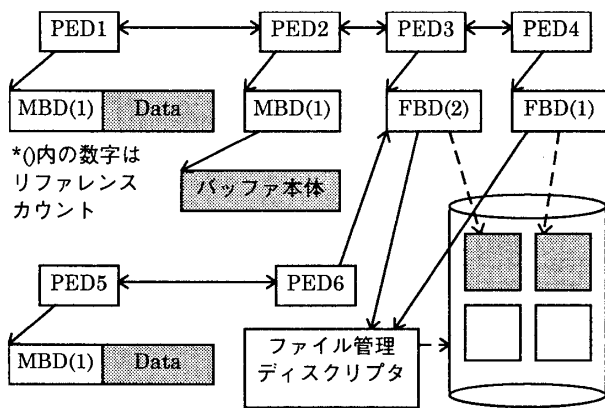 PED1
PED2
PED3
PED4
MBD(1)
Data
MBD(1)
FBD(2)
FBD(1)
*()内の数字は
リファレンス
カウント
バッファ本体
PED5
PED6
MBD(1)
Data
ファイル管理
ディスクリプタ